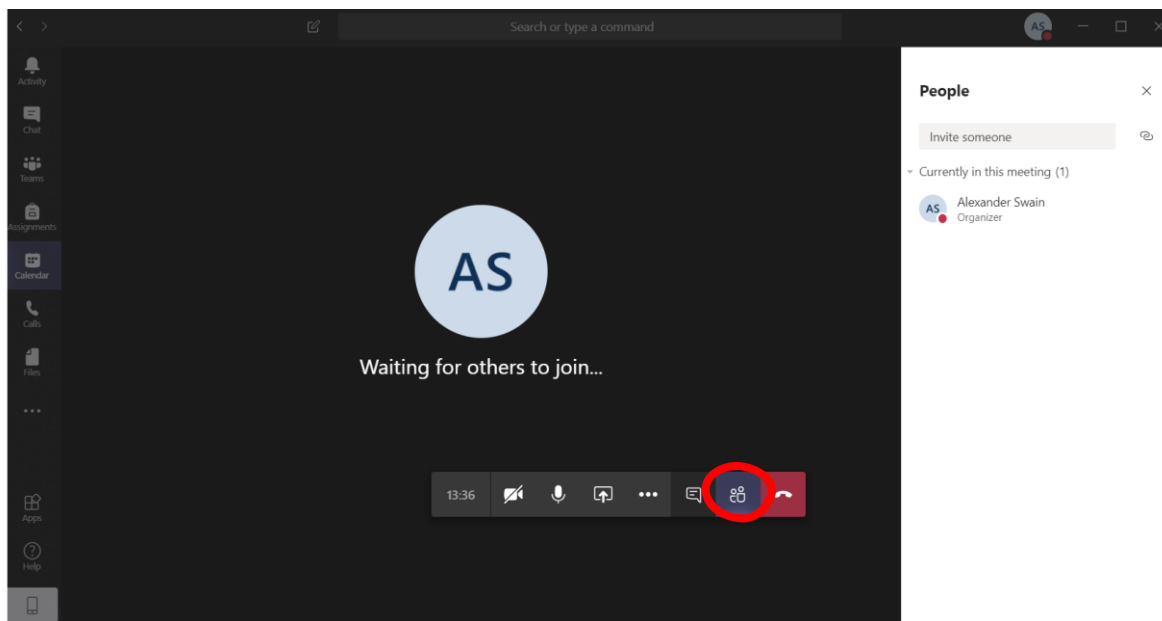 Search or type a command
AS
Activity
Chat
Teams
Assignments
Calendar
Calls
Files
Apps
Help
AS
Waiting for others to join...
13:36
People
Invite someone
Currently in this meeting (1)
AS
Alexander Swain
Organizer